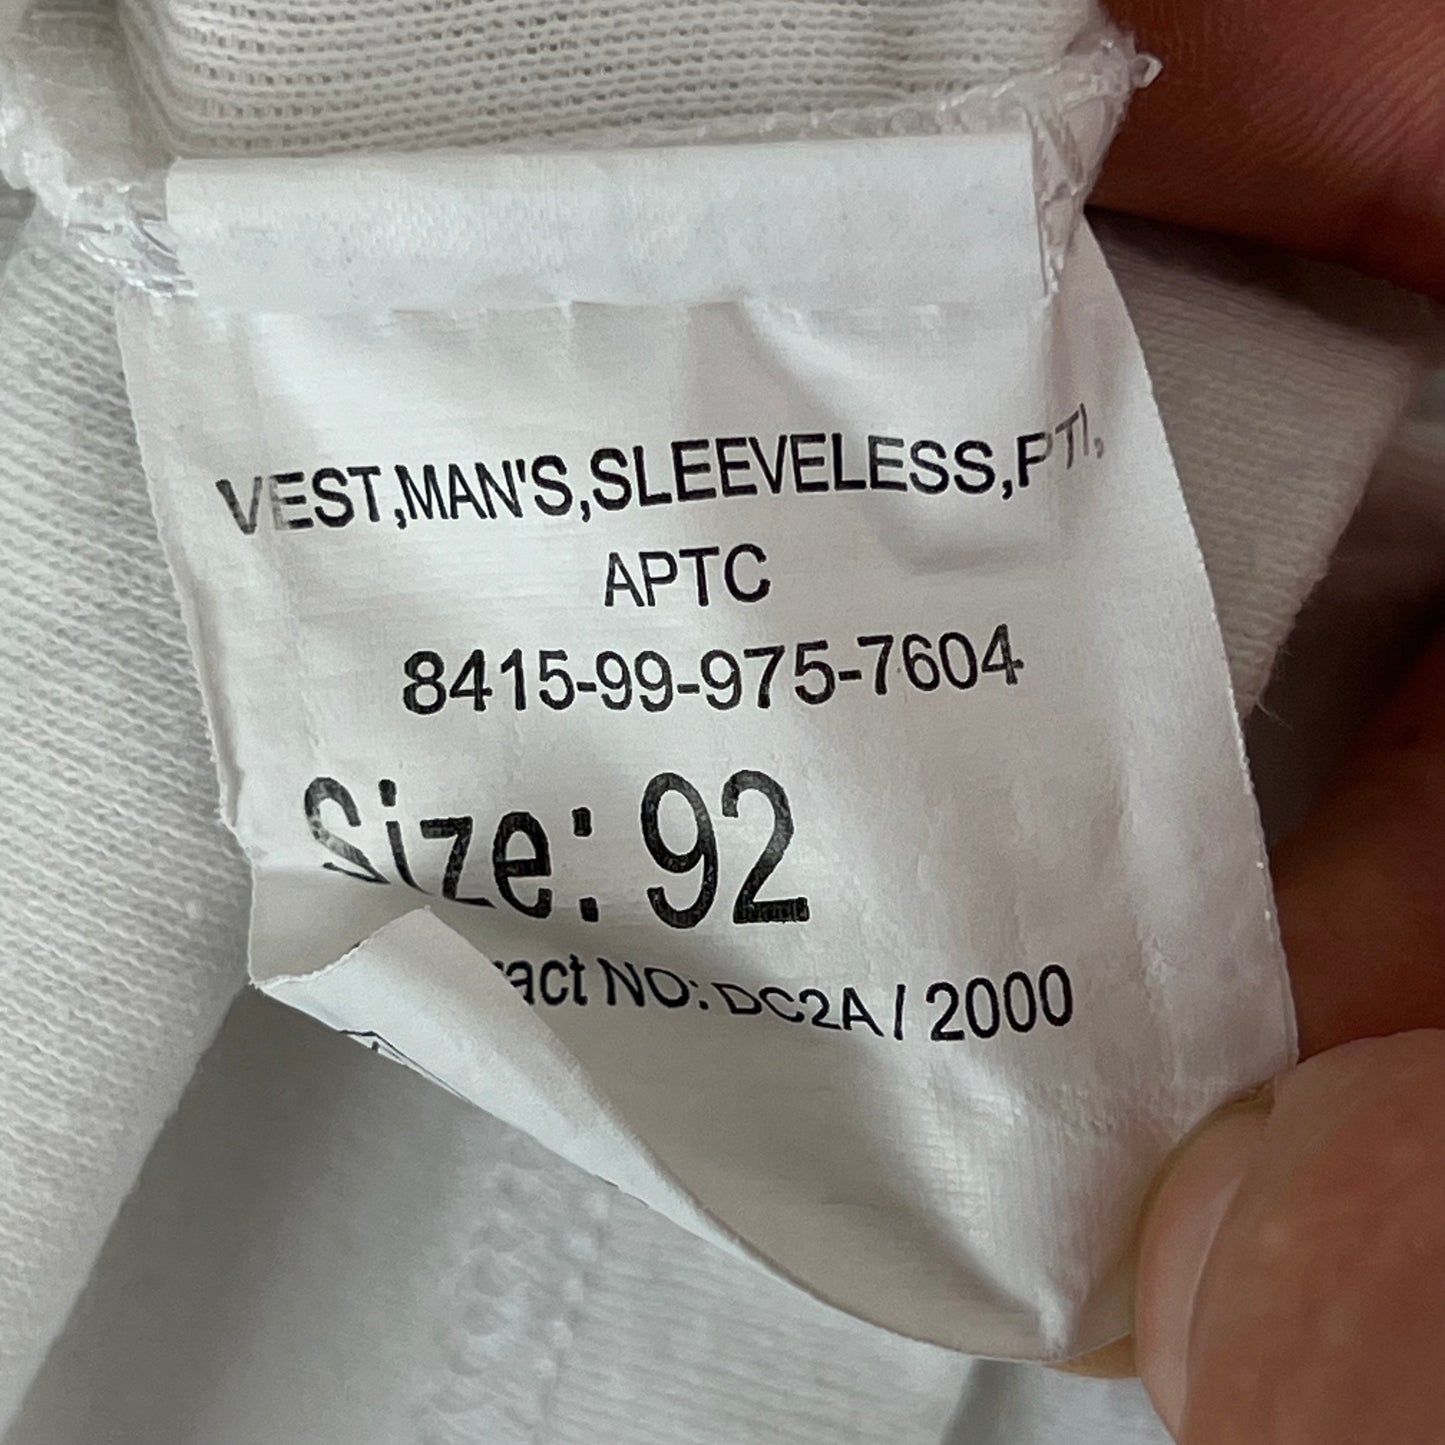 VEST,MAN'S,SLEEVELESS,PTI,
APTC
8415-99-975-7604
Size: 92
NO: DC2A / 2000